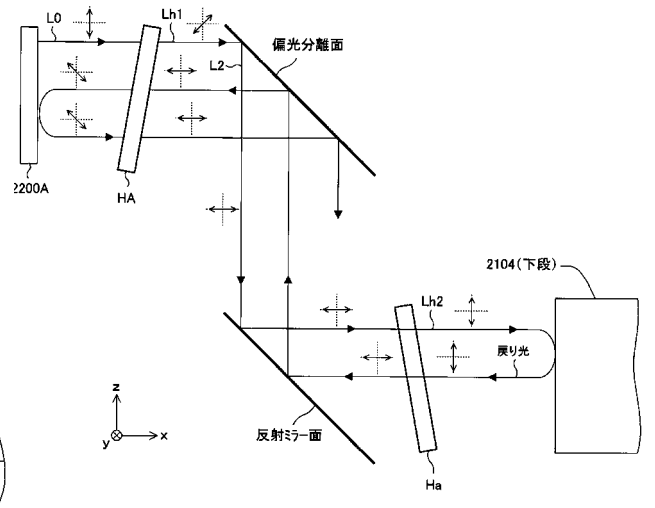 L0
Lh1
偏光分離面
L2
2200A
HA
2104(下段)
Lh2
戻り光
z
y
x
反射ミラー面
Ha